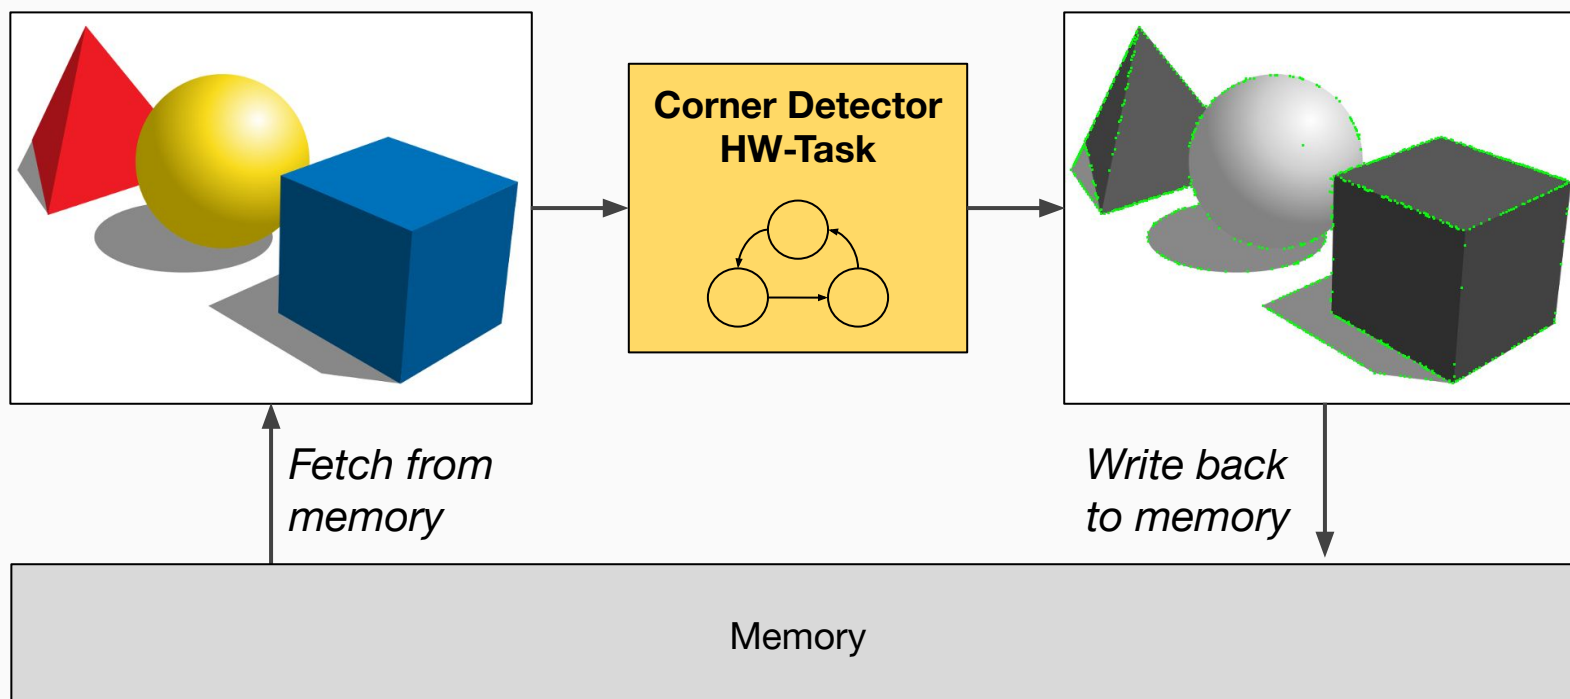 Corner Detector
HW-Task
Fetch from
memory
Write back
to memory
Memory